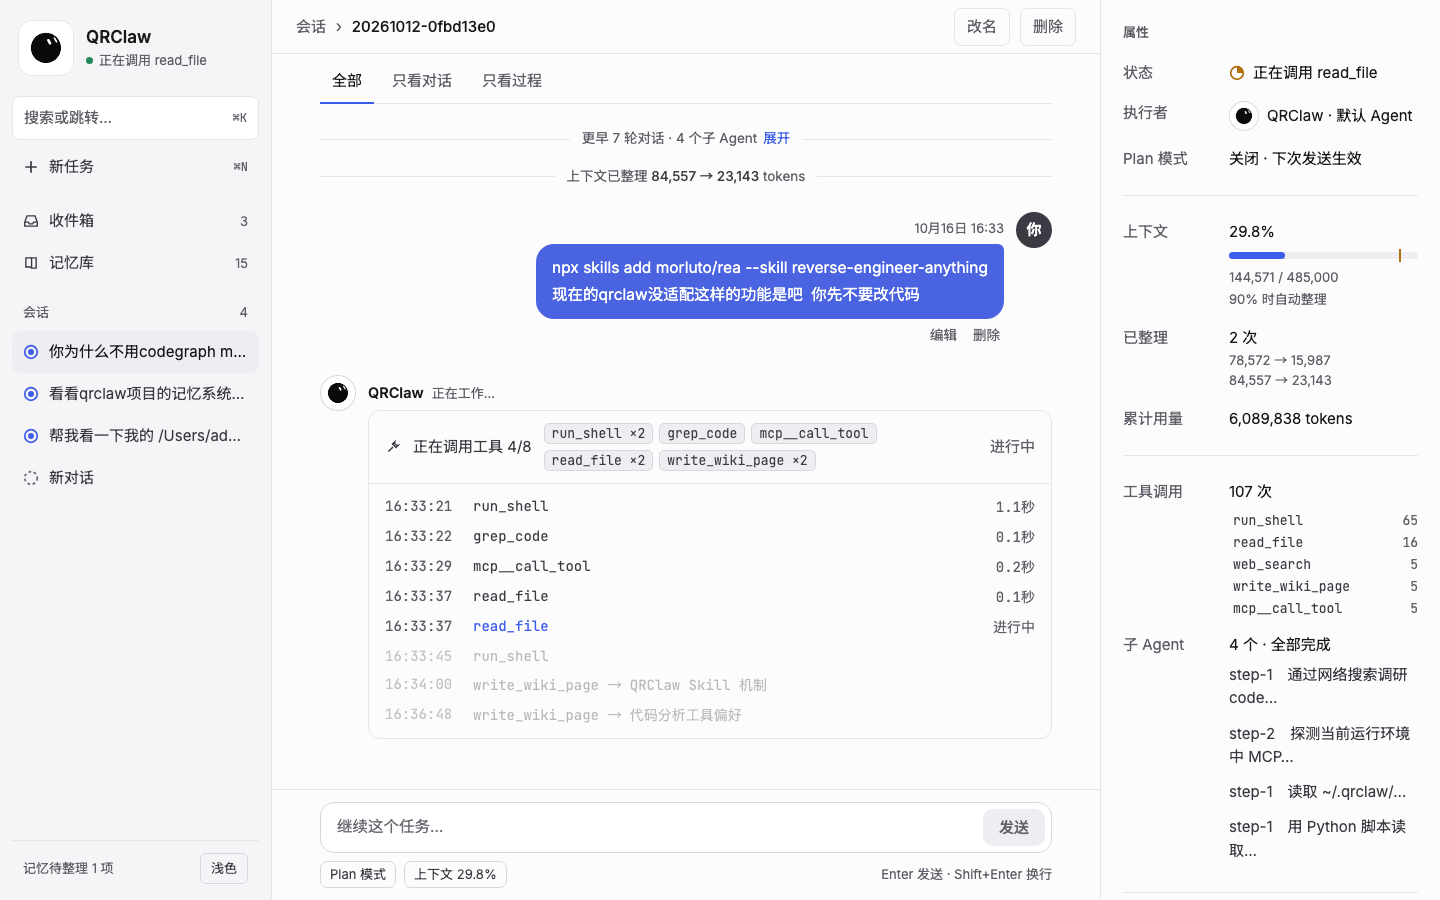 QRClaw
正在调用 read_file
搜索或跳转... ⌘K
新任务 ⌘N
收件箱 3
记忆库 15
会话 4
你为什么不用codegraph m...
看看qrclaw项目的记忆系统...
帮我看一下我的 /Users/ad...
新对话
记忆待整理 1 项
浅色
会话 › 20261012-0fbd13e0
改名
删除
全部
只看对话
只看过程
更早 7 轮对话 · 4 个子 Agent 展开
上下文已整理 84,557 → 23,143 tokens
10月16日 16:33
你
npx skills add morluto/rea --skill reverse-engineer-anything
现在的qrclaw没适配这样的功能是吧 你先不要改代码
编辑 删除
QRClaw 正在工作...
正在调用工具 4/8
run_shell ×2 grep_code mcp__call_tool
read_file ×2 write_wiki_page ×2
进行中
16:33:21 run_shell 1.1秒
16:33:22 grep_code 0.1秒
16:33:29 mcp__call_tool 0.2秒
16:33:37 read_file 0.1秒
16:33:37 read_file 进行中
16:33:45 run_shell
16:34:00 write_wiki_page → QRClaw Skill 机制
16:36:48 write_wiki_page → 代码分析工具偏好
继续这个任务...
发送
Plan 模式
上下文 29.8%
Enter 发送 · Shift+Enter 换行
属性
状态 正在调用 read_file
执行者 QRClaw · 默认 Agent
Plan 模式 关闭 · 下次发送生效
上下文 29.8%
144,571 / 485,000
90% 时自动整理
已整理 2 次
78,572 → 15,987
84,557 → 23,143
累计用量 6,089,838 tokens
工具调用 107 次
run_shell 65
read_file 16
web_search 5
write_wiki_page 5
mcp__call_tool 5
子 Agent 4 个 · 全部完成
step-1 通过网络搜索调研
code...
step-2 探测当前运行环境
中 MCP...
step-1 读取 ~/.qrclaw/...
step-1 用 Python 脚本读
取...